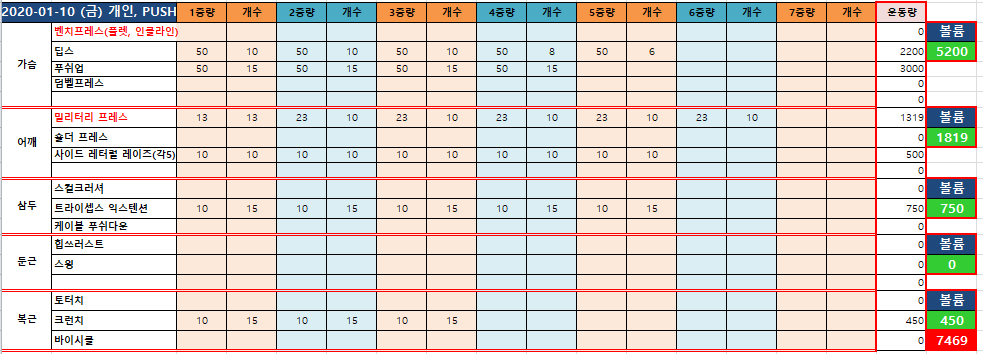 2020-01-10 (금) 개인, PUSH 1중량 개수 2중량 개수 3중량 개수 4중량 개수 5중량 개수 6중량 개수 7중량 개수 운동량
벤치프레스(플렛, 인클라인) 0 볼륨
딥스 50 10 50 10 50 10 50 8 50 6 2200 5200
가슴 푸쉬업 50 15 50 15 50 15 50 15 3000
덤벨프레스 0
0
밀리터리 프레스 13 13 23 10 23 10 23 10 23 10 23 10 1319 볼륨
어깨 숄더 프레스 0 1819
사이드 레터럴 레이즈(각5) 10 10 10 10 10 10 10 10 10 10 500
0
스컬크러셔 0 볼륨
삼두 트라이셉스 익스텐션 10 15 10 15 10 15 10 15 10 15 750 750
케이블 푸쉬다운 0
힙쓰러스트 0 볼륨
둔근 스윙 0 0
0
토터치 0 볼륨
복근 크런치 10 15 10 15 10 15 450 450
바이시클 0 7469